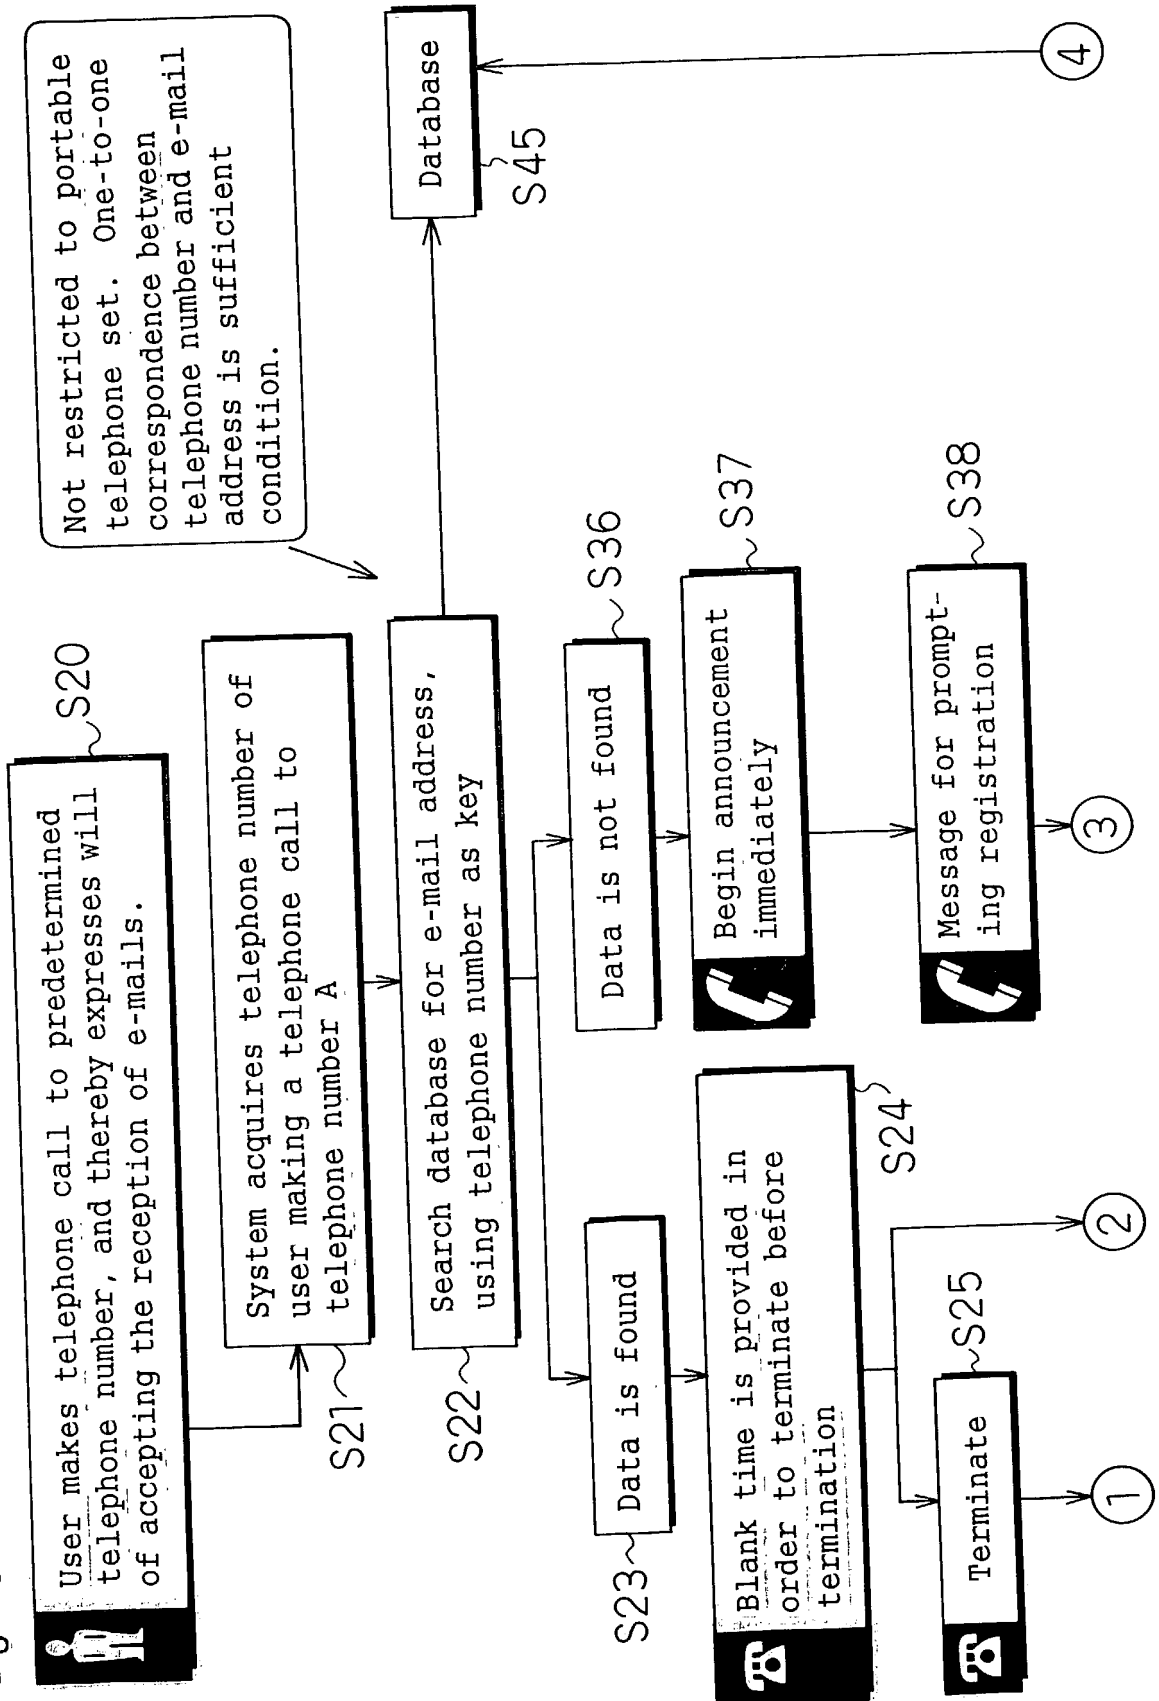 User makes telephone call to predetermined
telephone number, and thereby expresses will
of accepting the reception of e-mails.
S20
Not restricted to portable
telephone set. One-to-one
correspondence between
telephone number and e-mail
address is sufficient
condition.
System acquires telephone number of
user making a telephone call to
telephone number A
S21
Search database for e-mail address,
using telephone number as key
S22
Database
S45
Data is found
S23
Data is not found
S36
Blank time is provided in
order to terminate before
termination
S24
Begin announcement
immediately
S37
Terminate
S25
Message for prompt-
ing registration
S38
1
2
3
4